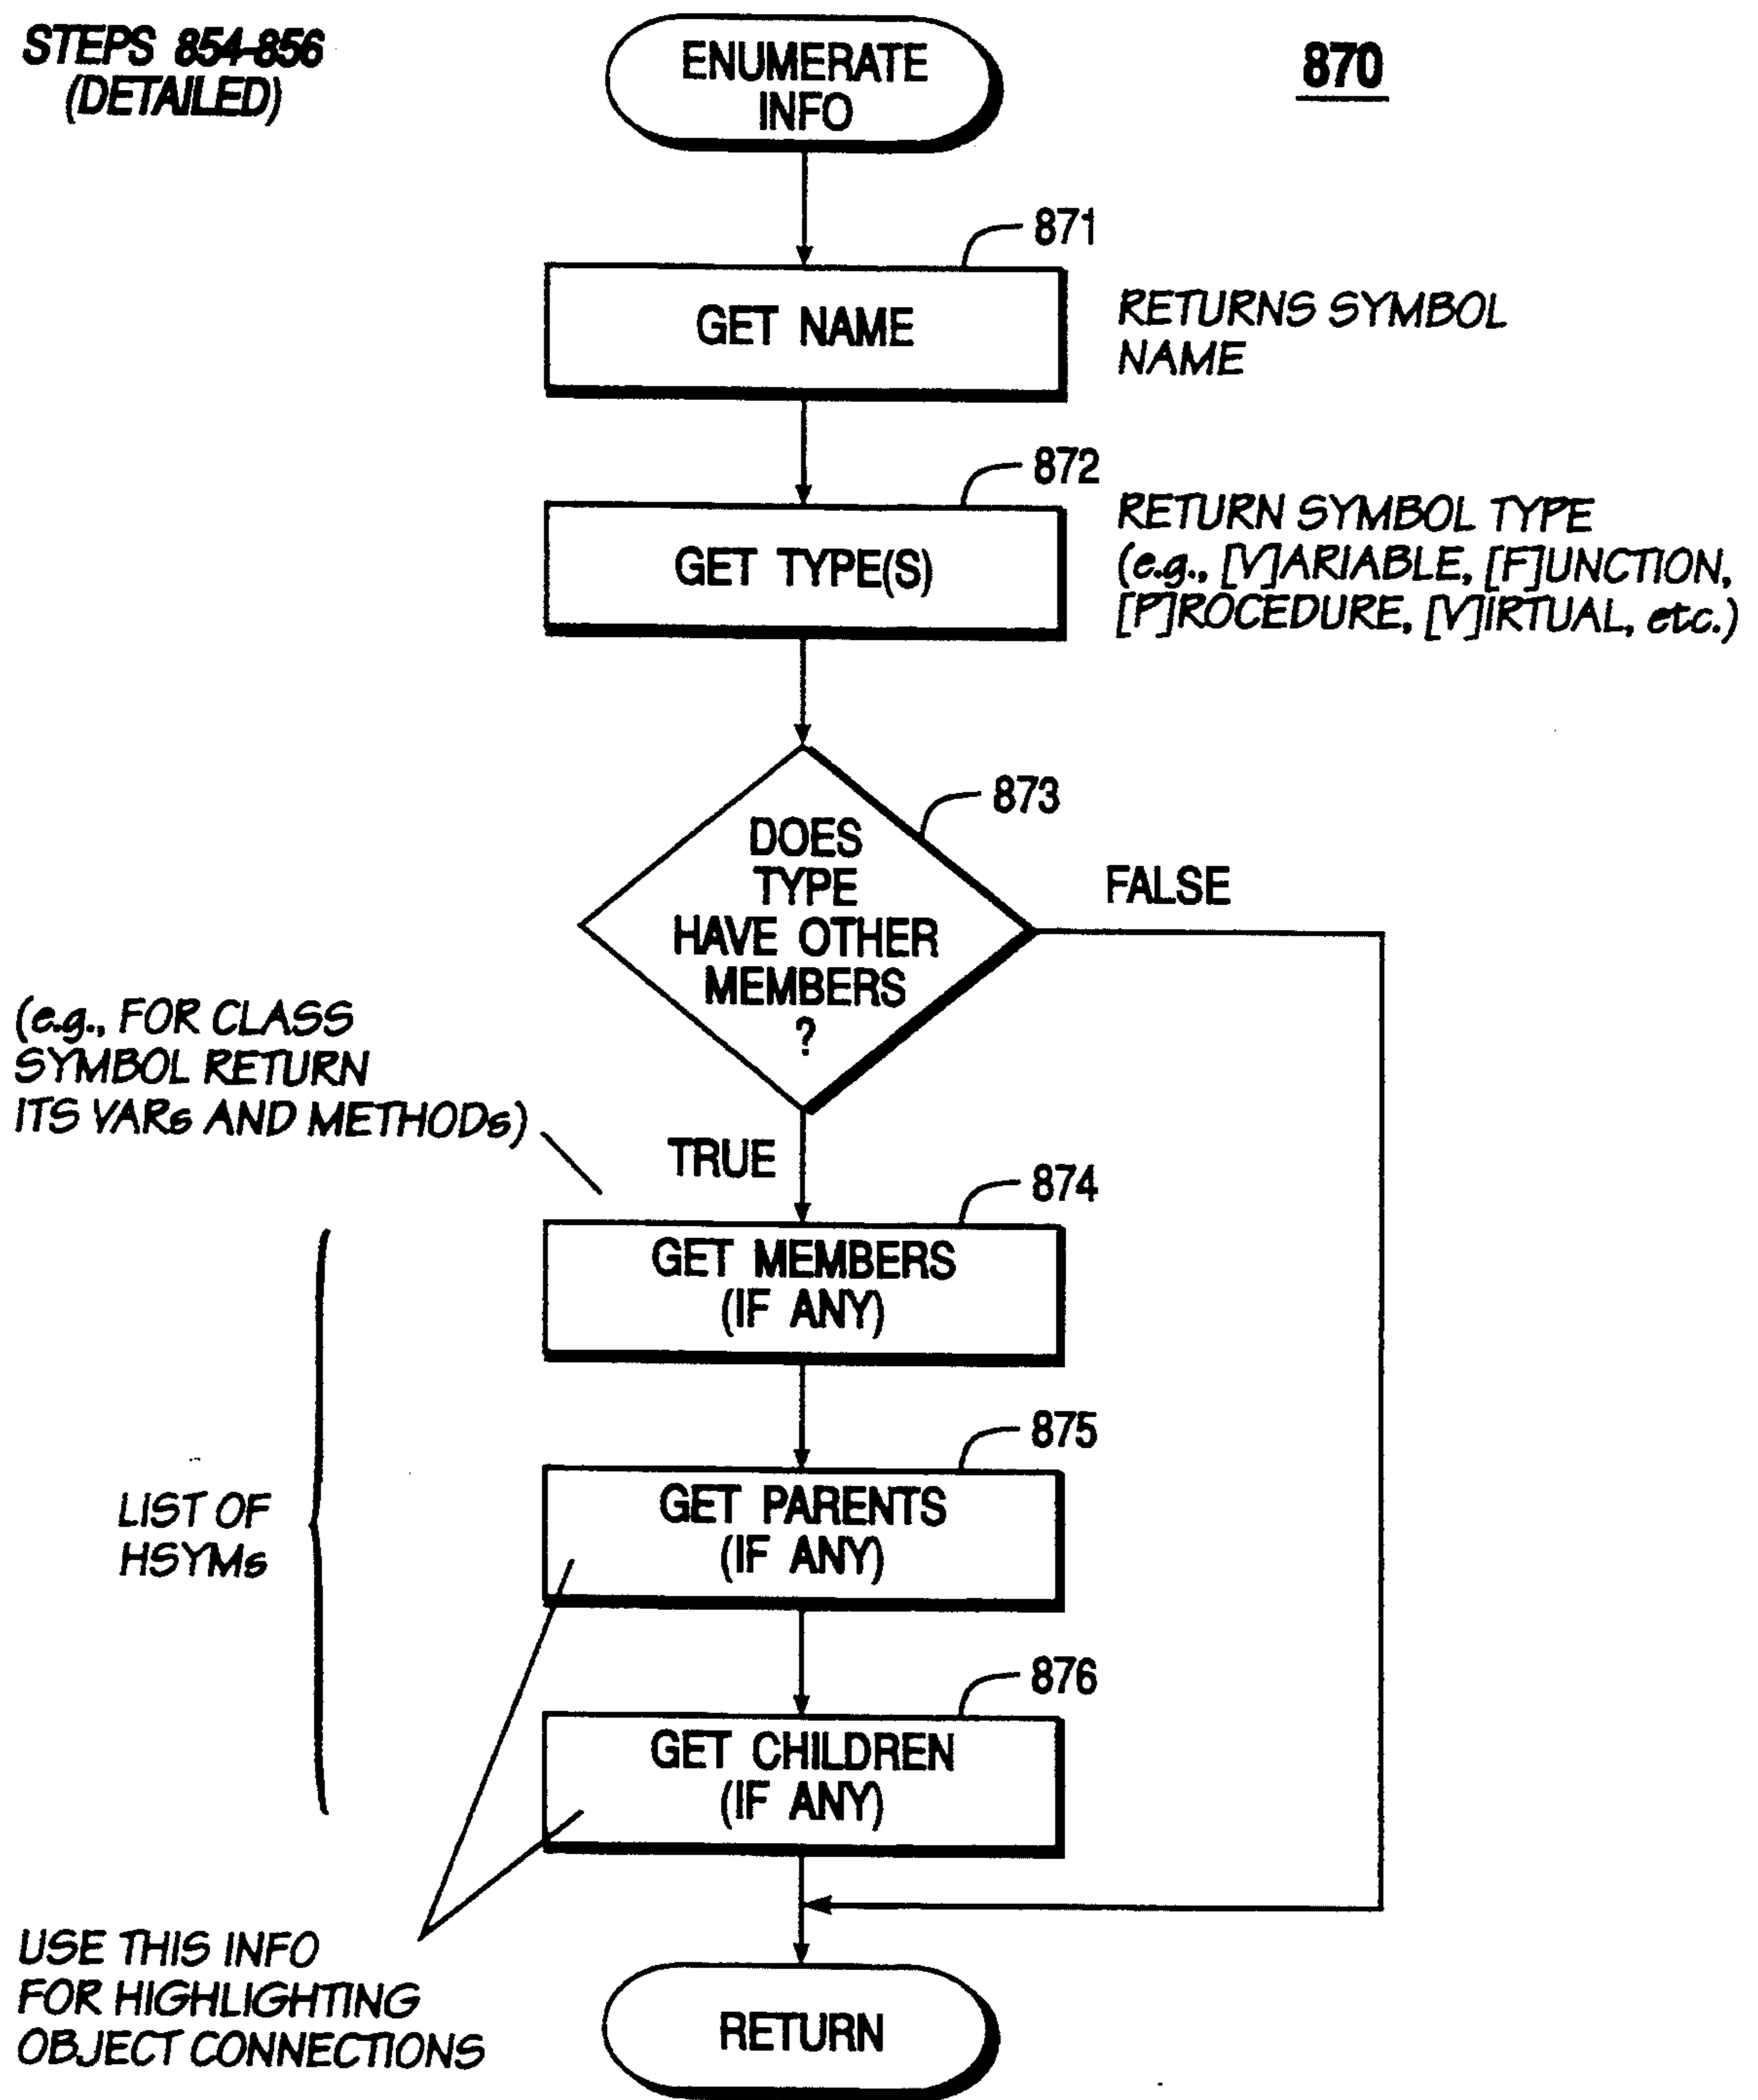 STEPS 854-856
(DETAILED)
ENUMERATE
INFO
870
871
GET NAME
RETURNS SYMBOL
NAME
872
GET TYPE(S)
RETURN SYMBOL TYPE
(e.g., [V]ARIABLE, [F]UNCTION,
[P]ROCEDURE, [V]IRTUAL, etc.)
873
DOES
TYPE
HAVE OTHER
MEMBERS
?
FALSE
(e.g., FOR CLASS
SYMBOL RETURN
ITS VARs AND METHODs)
TRUE
874
GET MEMBERS
(IF ANY)
875
GET PARENTS
(IF ANY)
LIST OF
HSYMs
876
GET CHILDREN
(IF ANY)
USE THIS INFO
FOR HIGHLIGHTING
OBJECT CONNECTIONS
RETURN